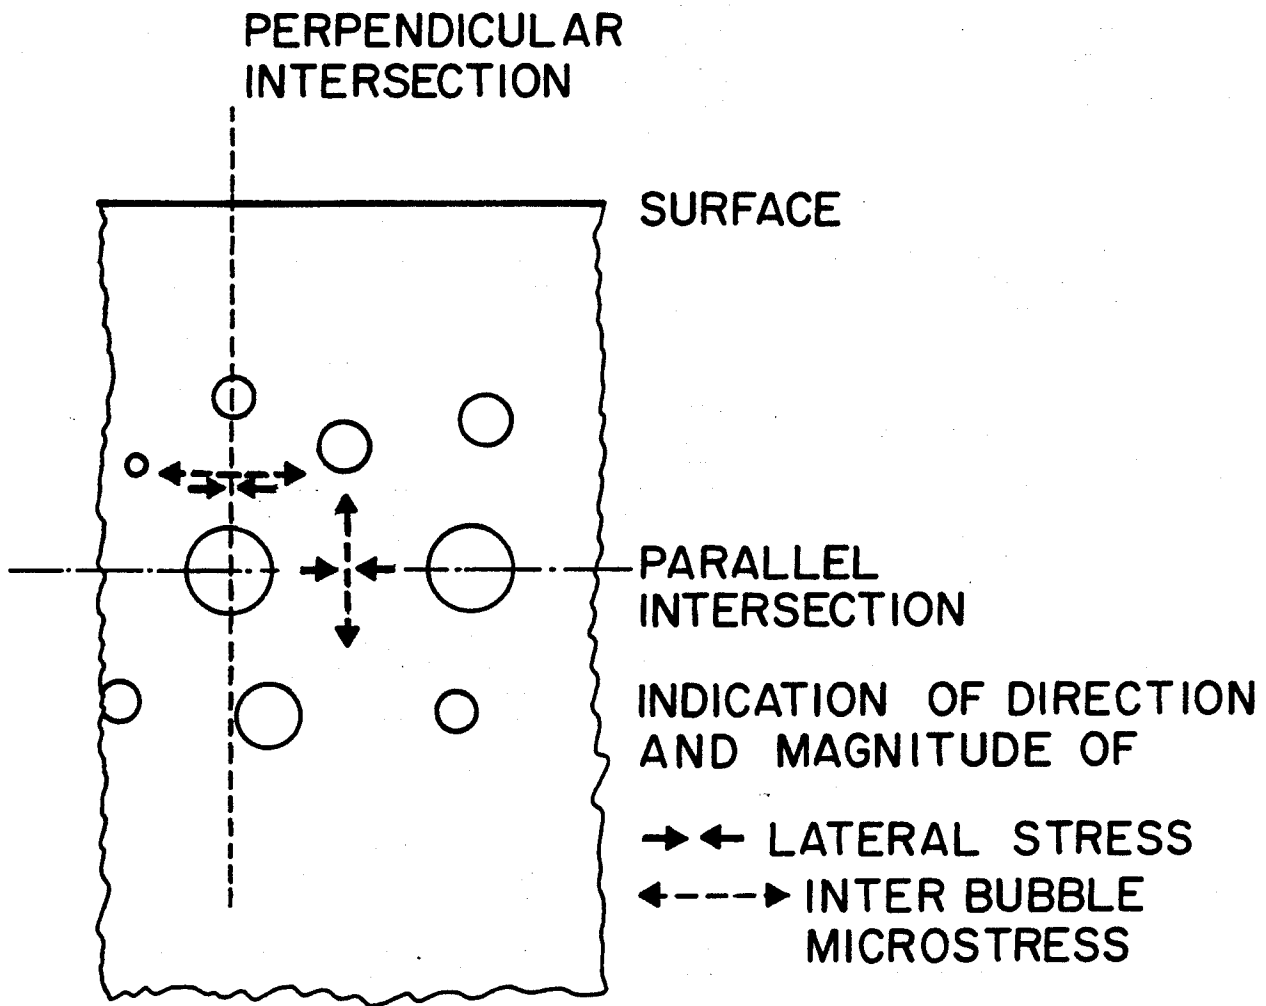 PERPENDICULAR
INTERSECTION
SURFACE
PARALLEL
INTERSECTION
INDICATION OF DIRECTION
AND MAGNITUDE OF
LATERAL STRESS
INTER BUBBLE
MICROSTRESS